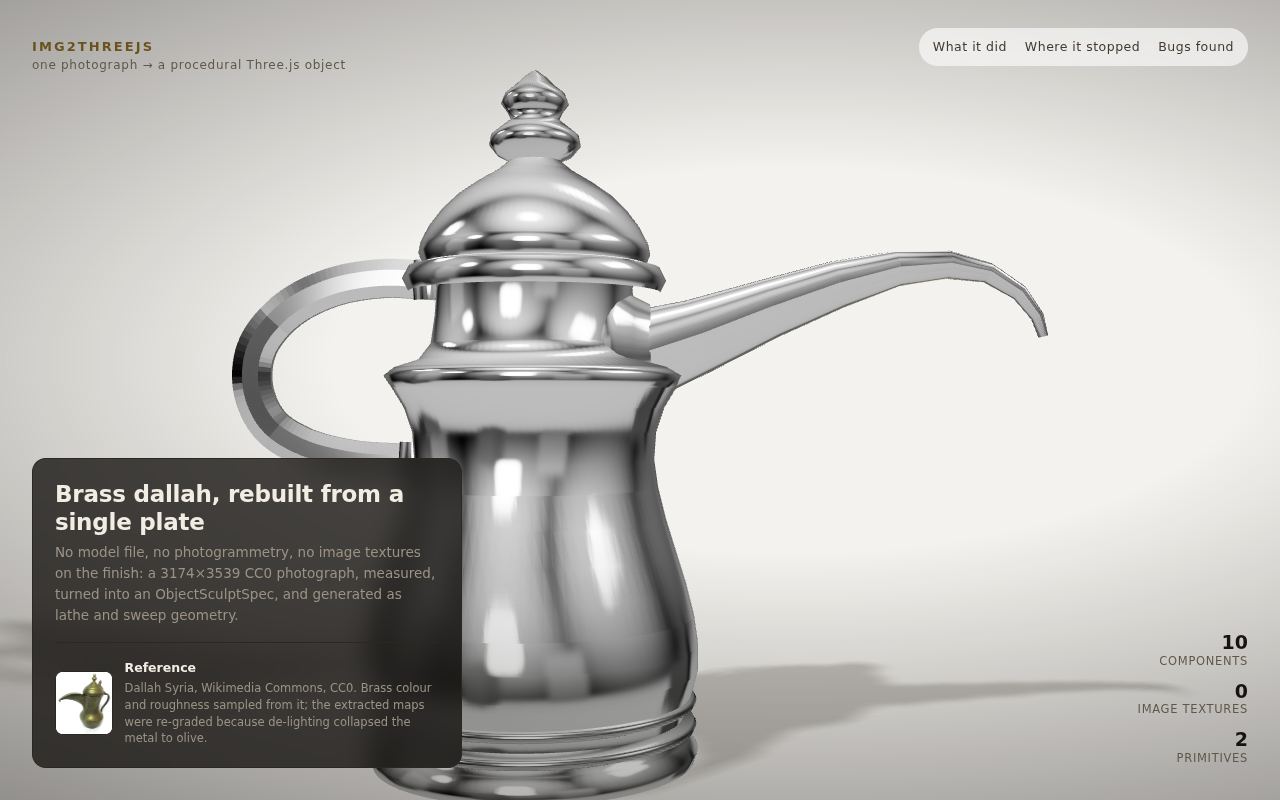 IMG2THREEJS
one photograph → a procedural Three.js object
What it did Where it stopped Bugs found
Brass dallah, rebuilt from a
single plate
No model file, no photogrammetry, no image textures
on the finish: a 3174×3539 CC0 photograph, measured,
turned into an ObjectSculptSpec, and generated as
lathe and sweep geometry.
Reference
Dallah Syria, Wikimedia Commons, CC0. Brass colour
and roughness sampled from it; the extracted maps
were re-graded because de-lighting collapsed the
metal to olive.
10
COMPONENTS
0
IMAGE TEXTURES
2
PRIMITIVES